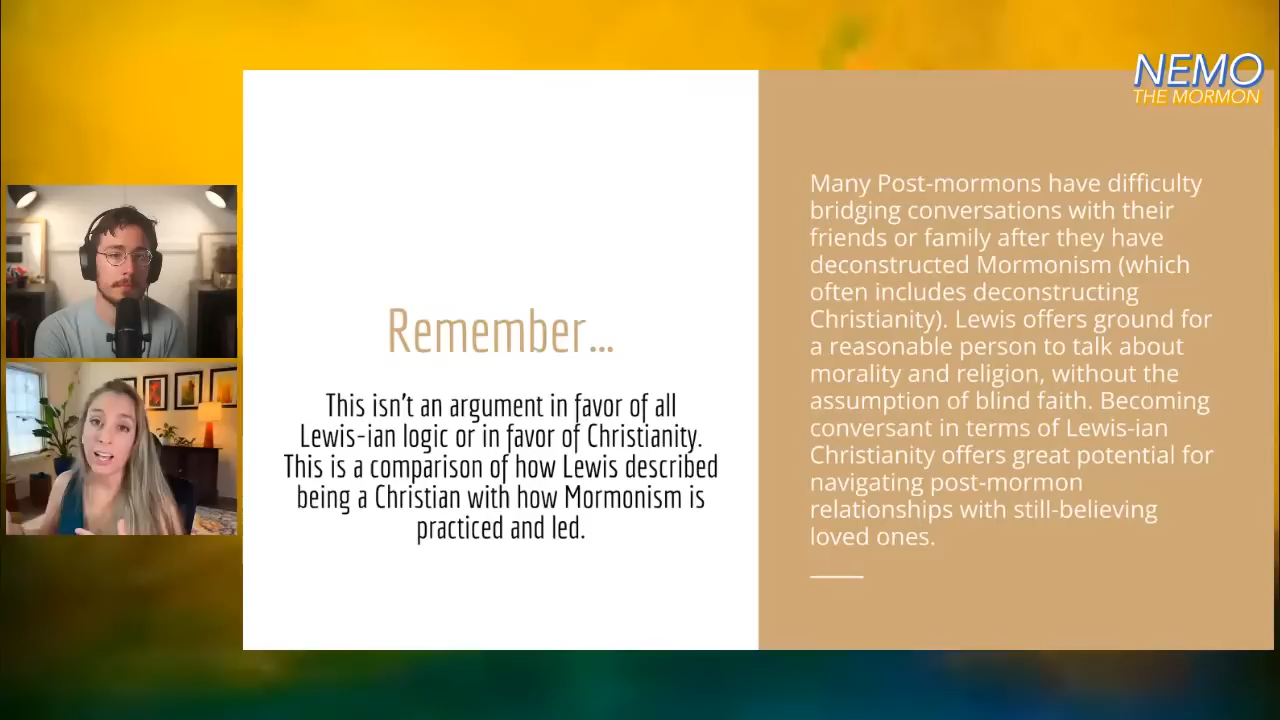 NEMO
THE MORMON
Remember...
This isn't an argument in favor of all
Lewis-ian logic or in favor of Christianity.
This is a comparison of how Lewis described
being a Christian with how Mormonism is
practiced and led.
Many Post-mormons have difficulty
bridging conversations with their
friends or family after they have
deconstructed Mormonism (which
often includes deconstructing
Christianity). Lewis offers ground for
a reasonable person to talk about
morality and religion, without the
assumption of blind faith. Becoming
conversant in terms of Lewis-ian
Christianity offers great potential for
navigating post-mormon
relationships with still-believing
loved ones.